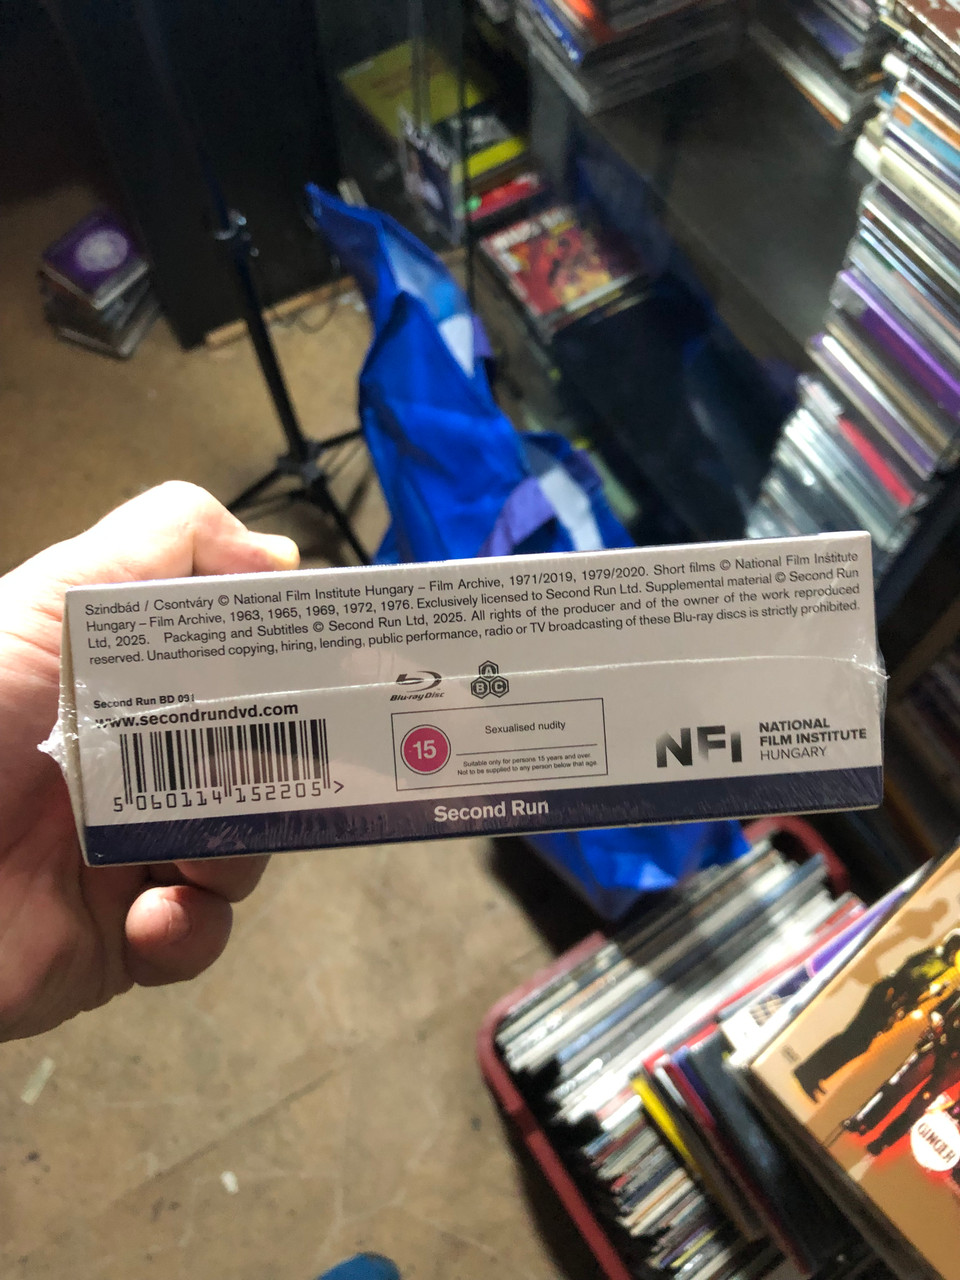 Szindbád / Csontváry © National Film Institute Hungary – Film Archive, 1971/2019, 1979/2020. Short films © National Film Institute
Hungary – Film Archive, 1963, 1965, 1969, 1972, 1976. Exclusively licensed to Second Run Ltd. Supplemental material © Second Run
Ltd, 2025. Packaging and Subtitles © Second Run Ltd, 2025. All rights of the producer and of the owner of the work reproduced
reserved. Unauthorised copying, hiring, lending, public performance, radio or TV broadcasting of these Blu-ray discs is strictly prohibited.
Second Run BD 091
www.secondrundvd.com
5 060114 152205 >
Blu-ray Disc
A
B C
15
Sexualised nudity
Suitable only for persons 15 years and over.
Not to be supplied to any person below that age.
NFI
NATIONAL
FILM INSTITUTE
HUNGARY
Second Run
GINGER